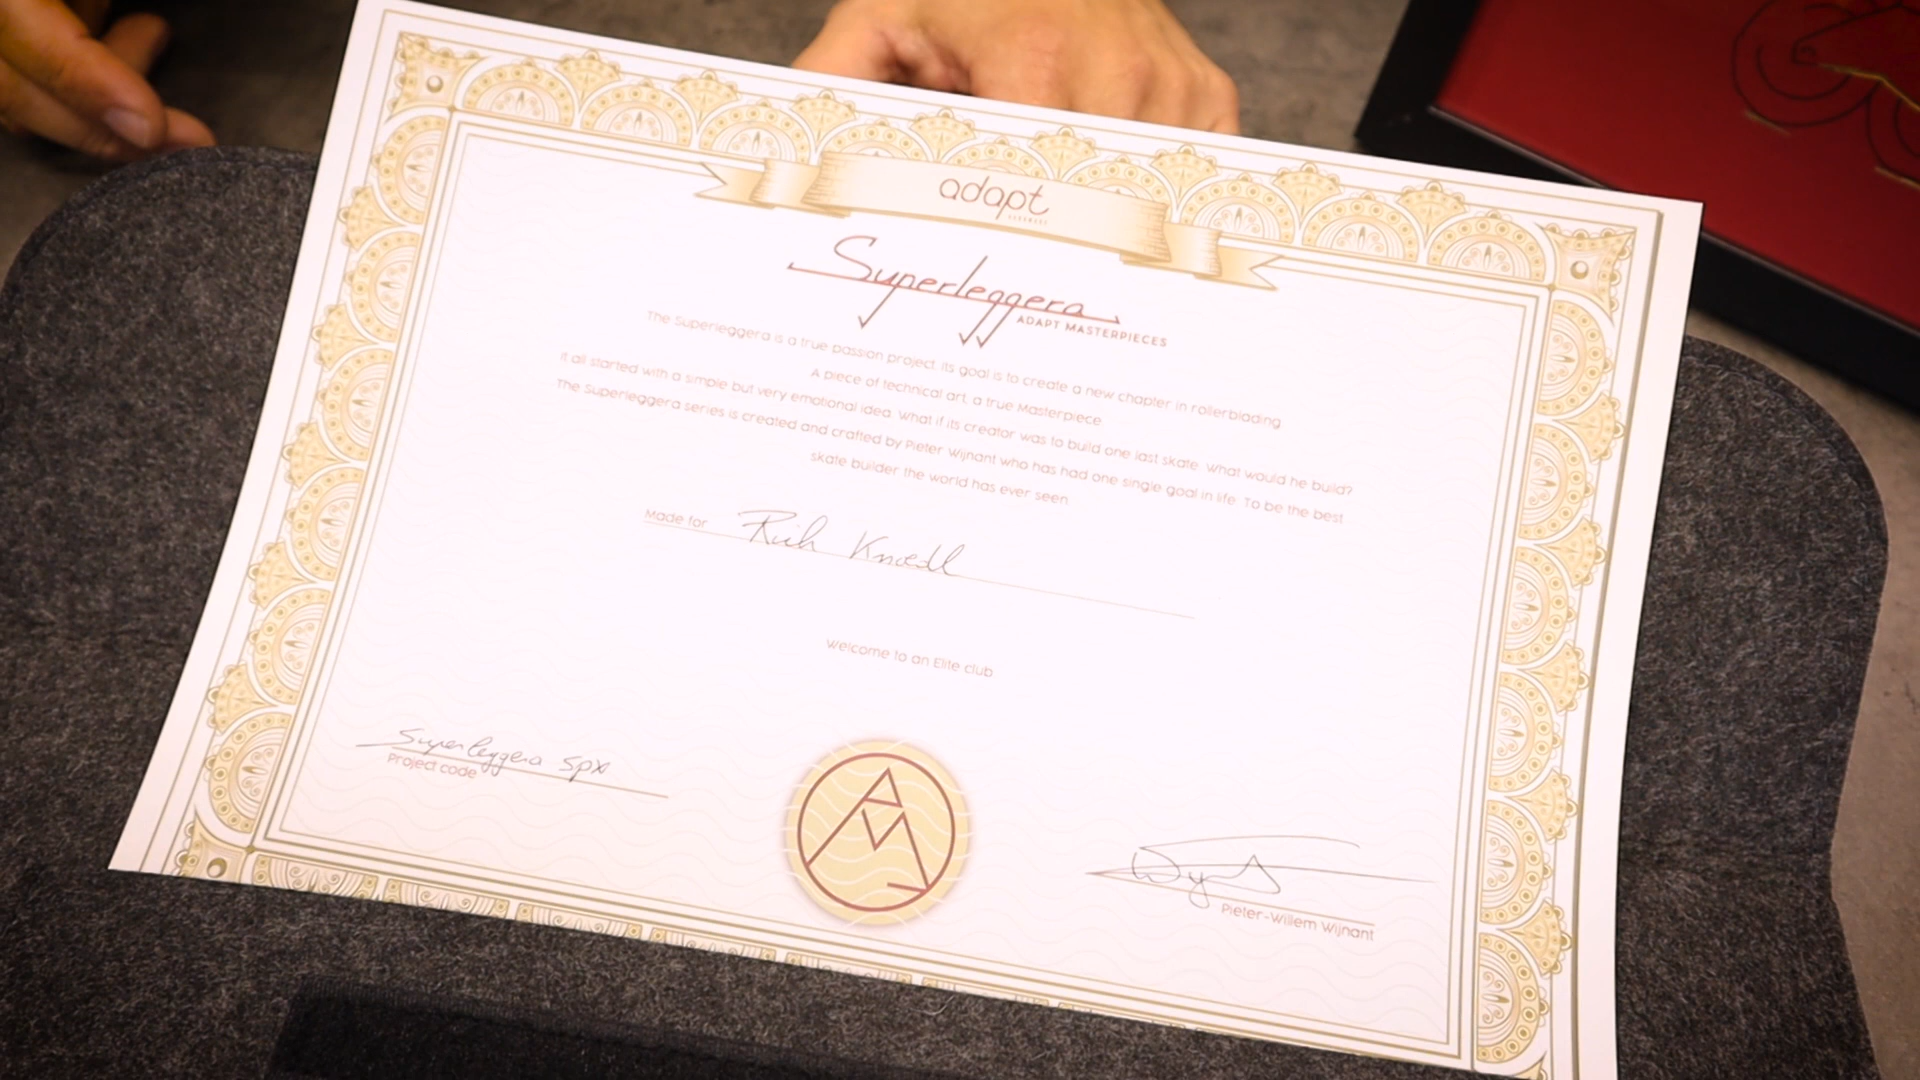 adapt
Superleggera
ADAPT MASTERPIECES
The Superleggera is a true passion project, its goal is to create a new chapter in rollerblading.
A piece of technical art, a true Masterpiece.
It all started with a simple but very emotional idea. What if its creator was to build one last skate. What would he build?
The Superleggera series is created and crafted by Pieter Wijnant who has had one single goal in life. To be the best
skate builder the world has ever seen.
Made for Rich Knoedl
Welcome to an Elite club
Superleggera Spx
Project code
AM
Pieter-Willem Wijnant